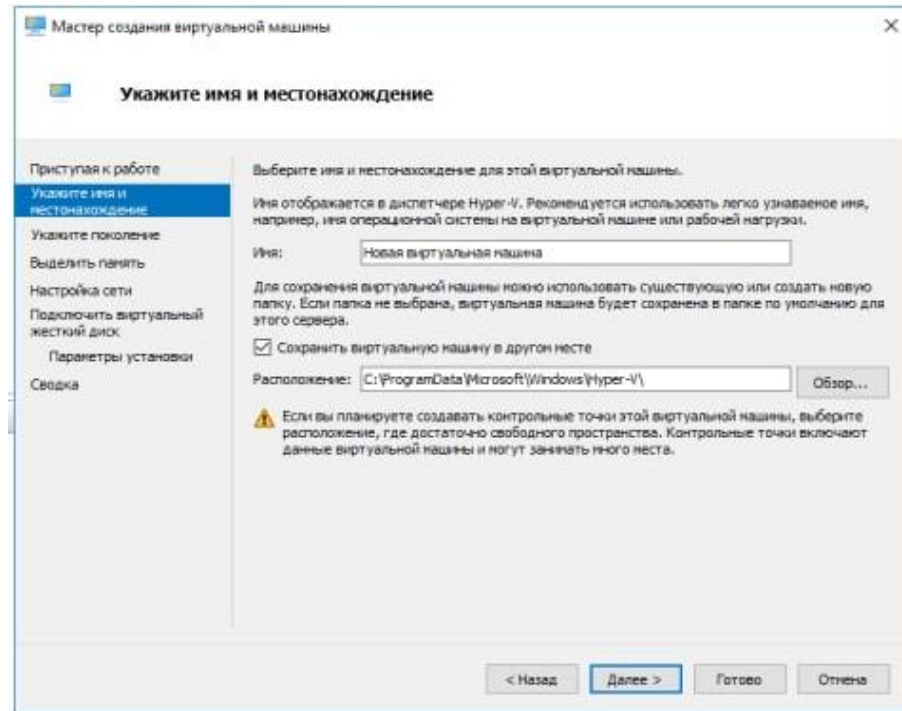 Мастер создания виртуальной машины
Укажите имя и местонахождение
Приступая к работе
Укажите имя и
местонахождение
Укажите поколение
Выделить память
Настройка сети
Подключить виртуальный
жесткий диск
Параметры установки
Сводка
Выберите имя и местонахождение для этой виртуальной машины.
Имя отображается в диспетчере Hyper-V. Рекомендуется использовать легко узнаваемое имя,
например, имя операционной системы на виртуальной машине или рабочей нагрузки.
Имя: Новая виртуальная машина
Для сохранения виртуальной машины можно использовать существующую или создать новую
папку. Если папка не выбрана, виртуальная машина будет сохранена в папке по умолчанию для
этого сервера.
Сохранить виртуальную машину в другом месте
Расположение: C:\ProgramData\Microsoft\Windows\Hyper-V\ Обзор...
Если вы планируете создавать контрольные точки этой виртуальной машины, выберите
расположение, где достаточно свободного пространства. Контрольные точки включают
данные виртуальной машины и могут занимать много места.
< Назад Далее > Готово Отмена